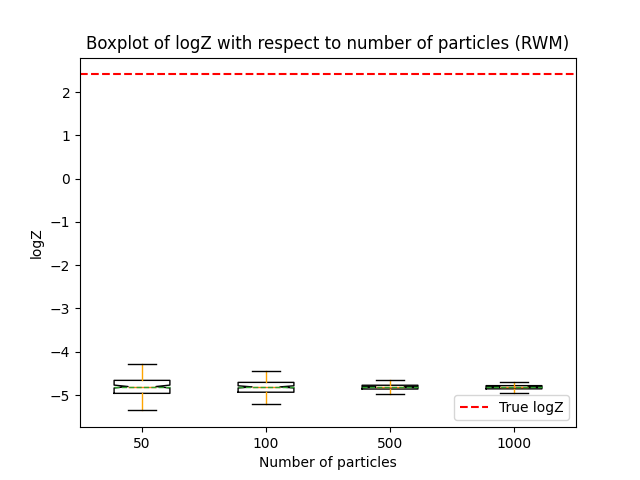 Boxplot of logZ with respect to number of particles (RWM)
2
1
0
−1
−2
−3
−4
−5
logZ
50 100 500 1000
Number of particles
True logZ